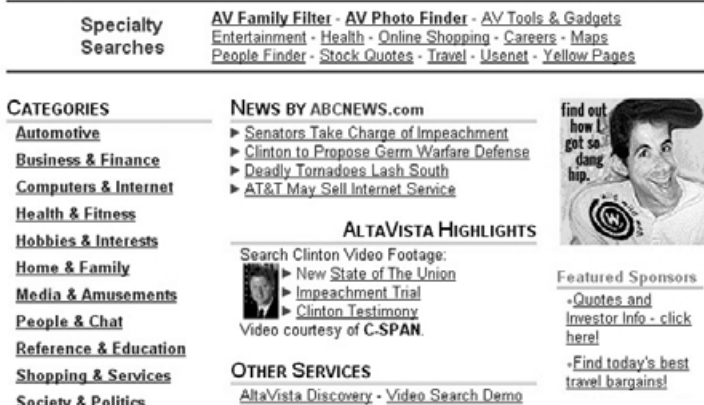 Specialty
Searches
AV Family Filter - AV Photo Finder - AV Tools & Gadgets
Entertainment - Health - Online Shopping - Careers - Maps
People Finder - Stock Quotes - Travel - Usenet - Yellow Pages
CATEGORIES
Automotive
Business & Finance
Computers & Internet
Health & Fitness
Hobbies & Interests
Home & Family
Media & Amusements
People & Chat
Reference & Education
Shopping & Services
Society & Politics
NEWS BY ABCNEWS.com
Senators Take Charge of Impeachment
Clinton to Propose Germ Warfare Defense
Deadly Tornadoes Lash South
AT&T May Sell Internet Service
ALTAVISTA HIGHLIGHTS
Search Clinton Video Footage:
New State of The Union
Impeachment Trial
Clinton Testimony
Video courtesy of C-SPAN.
OTHER SERVICES
AltaVista Discovery - Video Search Demo
find out
how I
got so
dang
hip.
Featured Sponsors
Quotes and
Investor Info - click
here!
Find today's best
travel bargains!